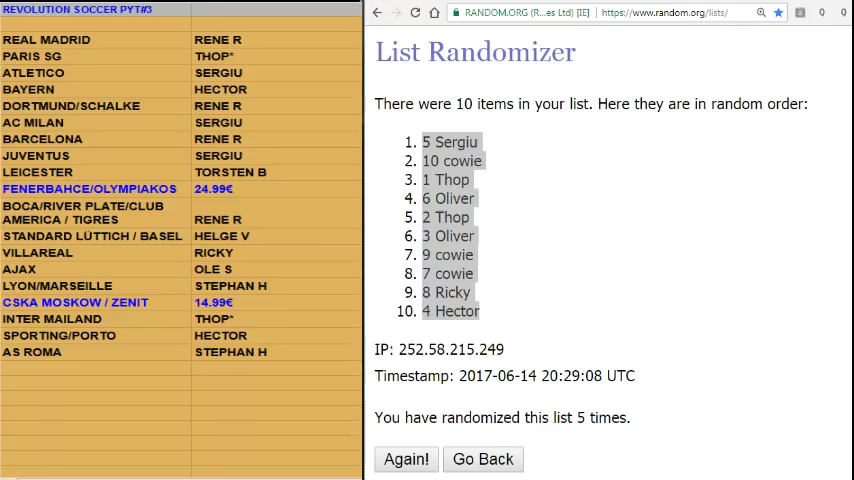 REVOLUTION SOCCER PYT#3
REAL MADRID RENE R
PARIS SG THOP*
ATLETICO SERGIU
BAYERN HECTOR
DORTMUND/SCHALKE RENE R
AC MILAN SERGIU
BARCELONA RENE R
JUVENTUS SERGIU
LEICESTER TORSTEN B
FENERBAHCE/OLYMPIAKOS 24.99€
BOCA/RIVER PLATE/CLUB
AMERICA / TIGRES RENE R
STANDARD LÜTTICH / BASEL HELGE V
VILLAREAL RICKY
AJAX OLE S
LYON/MARSEILLE STEPHAN H
CSKA MOSKOW / ZENIT 14.99€
INTER MAILAND THOP*
SPORTING/PORTO HECTOR
AS ROMA STEPHAN H
RANDOM.ORG (R...es Ltd) [IE] https://www.random.org/lists/
List Randomizer
There were 10 items in your list. Here they are in random order:
1. 5 Sergiu
2. 10 cowie
3. 1 Thop
4. 6 Oliver
5. 2 Thop
6. 3 Oliver
7. 9 cowie
8. 7 cowie
9. 8 Ricky
10. 4 Hector
IP: 252.58.215.249
Timestamp: 2017-06-14 20:29:08 UTC
You have randomized this list 5 times.
Again! Go Back